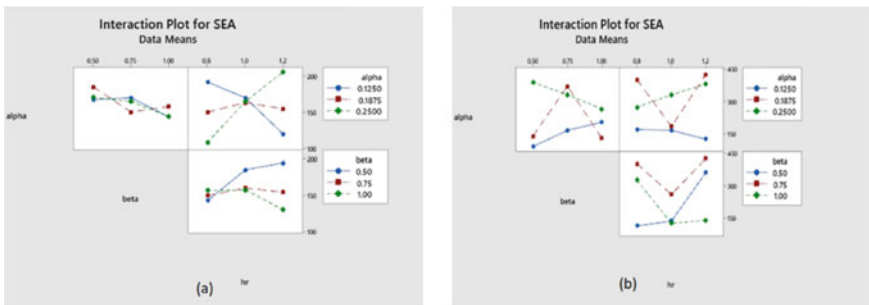 Interaction Plot for SEA
Data Means
0,50 0,75 1,00 0,8 1,0 1,2
alpha
200
150
100
alpha
0.1250
0.1875
0.2500
beta
200
150
100
beta
0.50
0.75
1.00
hr
(a)
Interaction Plot for SEA
Data Means
0,50 0,75 1,00 0,8 1,0 1,2
alpha
450
300
150
alpha
0.1250
0.1875
0.2500
beta
450
300
150
beta
0.50
0.75
1.00
(b) hr